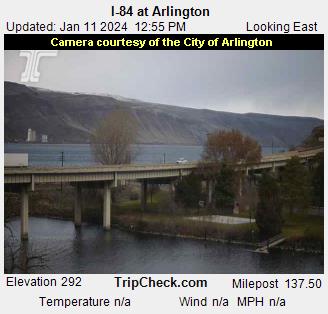 I-84 at Arlington
Updated: Jan 11 2024 12:55 PM Looking East
Camera courtesy of the City of Arlington
Elevation 292 TripCheck.com Milepost 137.50
Temperature n/a Wind n/a MPH n/a